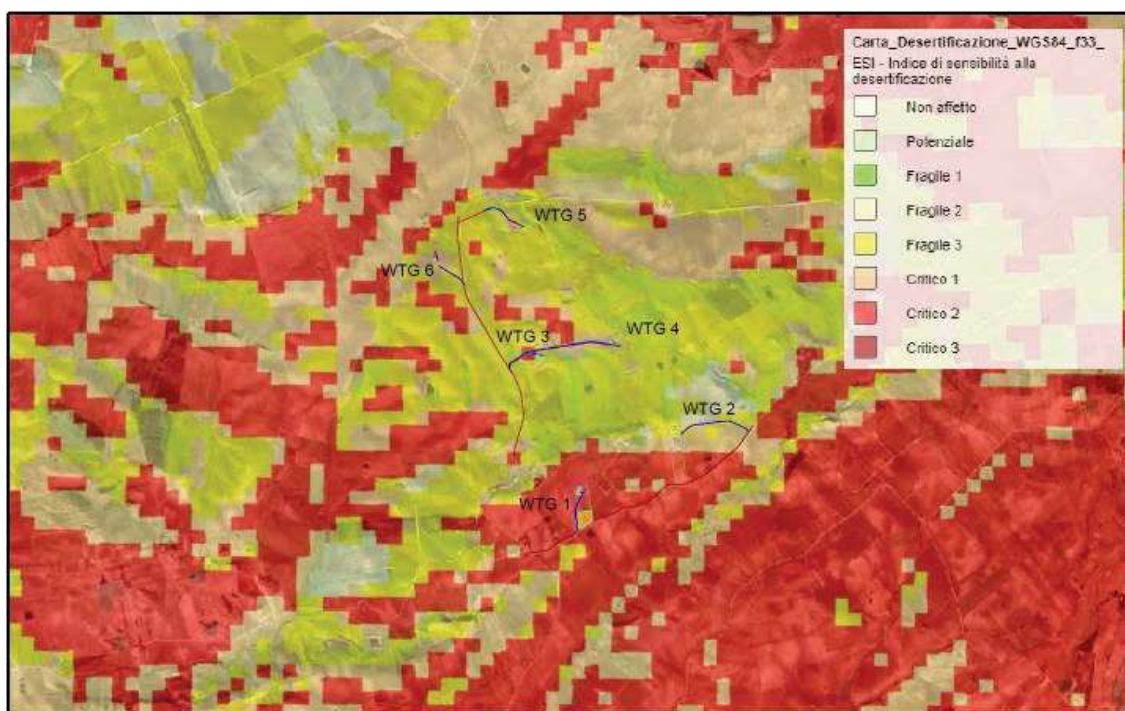 Carta_Desertificazione_WGS84_f33_
ESI - Indice di sensibilità alla
desertificazione
Non affetto
Potenziale
Fragile 1
Fragile 2
Fragile 3
Critico 1
Critico 2
Critico 3
WTG 5
WTG 6
WTG 3
WTG 4
WTG 2
WTG 1